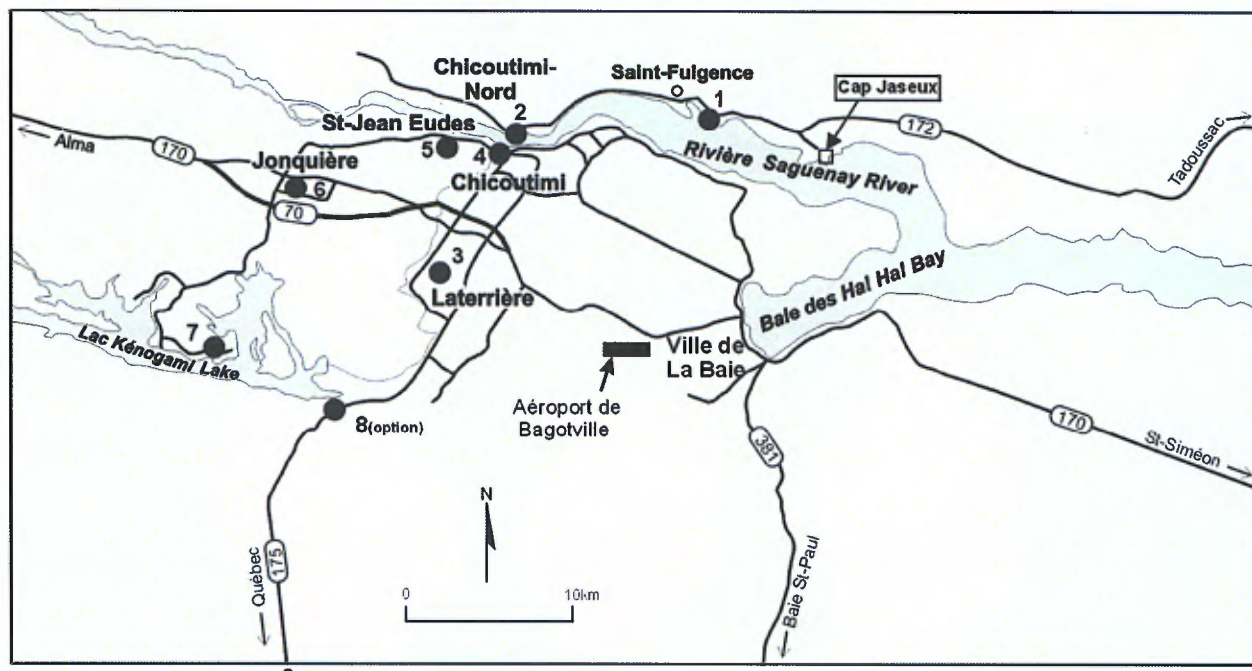 Chicoutimi-
Nord
Saint-Fulgence
Cap Jaseux
1
2
172
Tadoussac
St-Jean Eudes
Alma
170
5
4
Jonquière
6
Chicoutimi
Rivière Saguenay River
70
3
Laterrière
Baie des Ha! Ha! Bay
7
Lac Kénogami Lake
Ville de
La Baie
Aéroport de
Bagotville
8(option)
170
St-Siméon
381
N
0 10km
175
Québec
Baie St-Paul